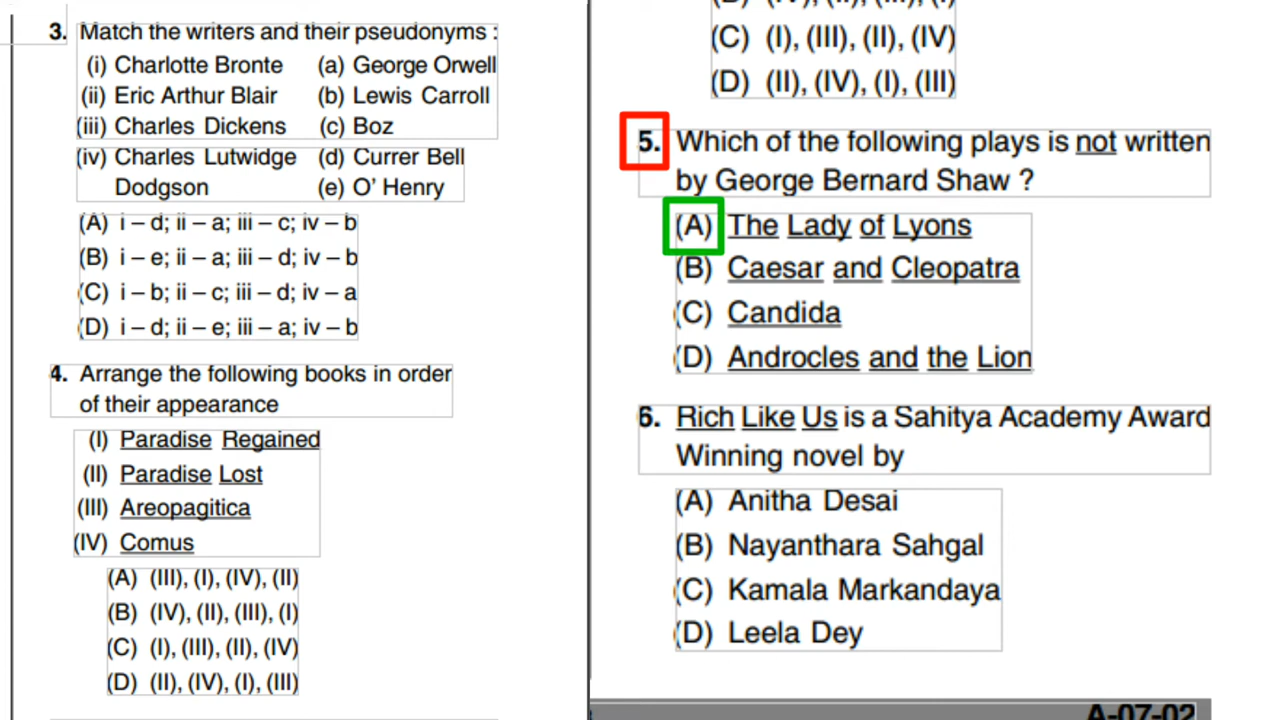 3. Match the writers and their pseudonyms :
(i) Charlotte Bronte (a) George Orwell
(ii) Eric Arthur Blair (b) Lewis Carroll
(iii) Charles Dickens (c) Boz
(iv) Charles Lutwidge (d) Currer Bell
Dodgson (e) O' Henry
(A) i – d; ii – a; iii – c; iv – b
(B) i – e; ii – a; iii – d; iv – b
(C) i – b; ii – c; iii – d; iv – a
(D) i – d; ii – e; iii – a; iv – b
4. Arrange the following books in order
of their appearance
(I) Paradise Regained
(II) Paradise Lost
(III) Areopagitica
(IV) Comus
(A) (III), (I), (IV), (II)
(B) (IV), (II), (III), (I)
(C) (I), (III), (II), (IV)
(D) (II), (IV), (I), (III)
(B) (IV), (II), (III), (I)
(C) (I), (III), (II), (IV)
(D) (II), (IV), (I), (III)
5. Which of the following plays is not written
by George Bernard Shaw ?
(A) The Lady of Lyons
(B) Caesar and Cleopatra
(C) Candida
(D) Androcles and the Lion
6. Rich Like Us is a Sahitya Academy Award
Winning novel by
(A) Anitha Desai
(B) Nayanthara Sahgal
(C) Kamala Markandaya
(D) Leela Dey
A-07-02